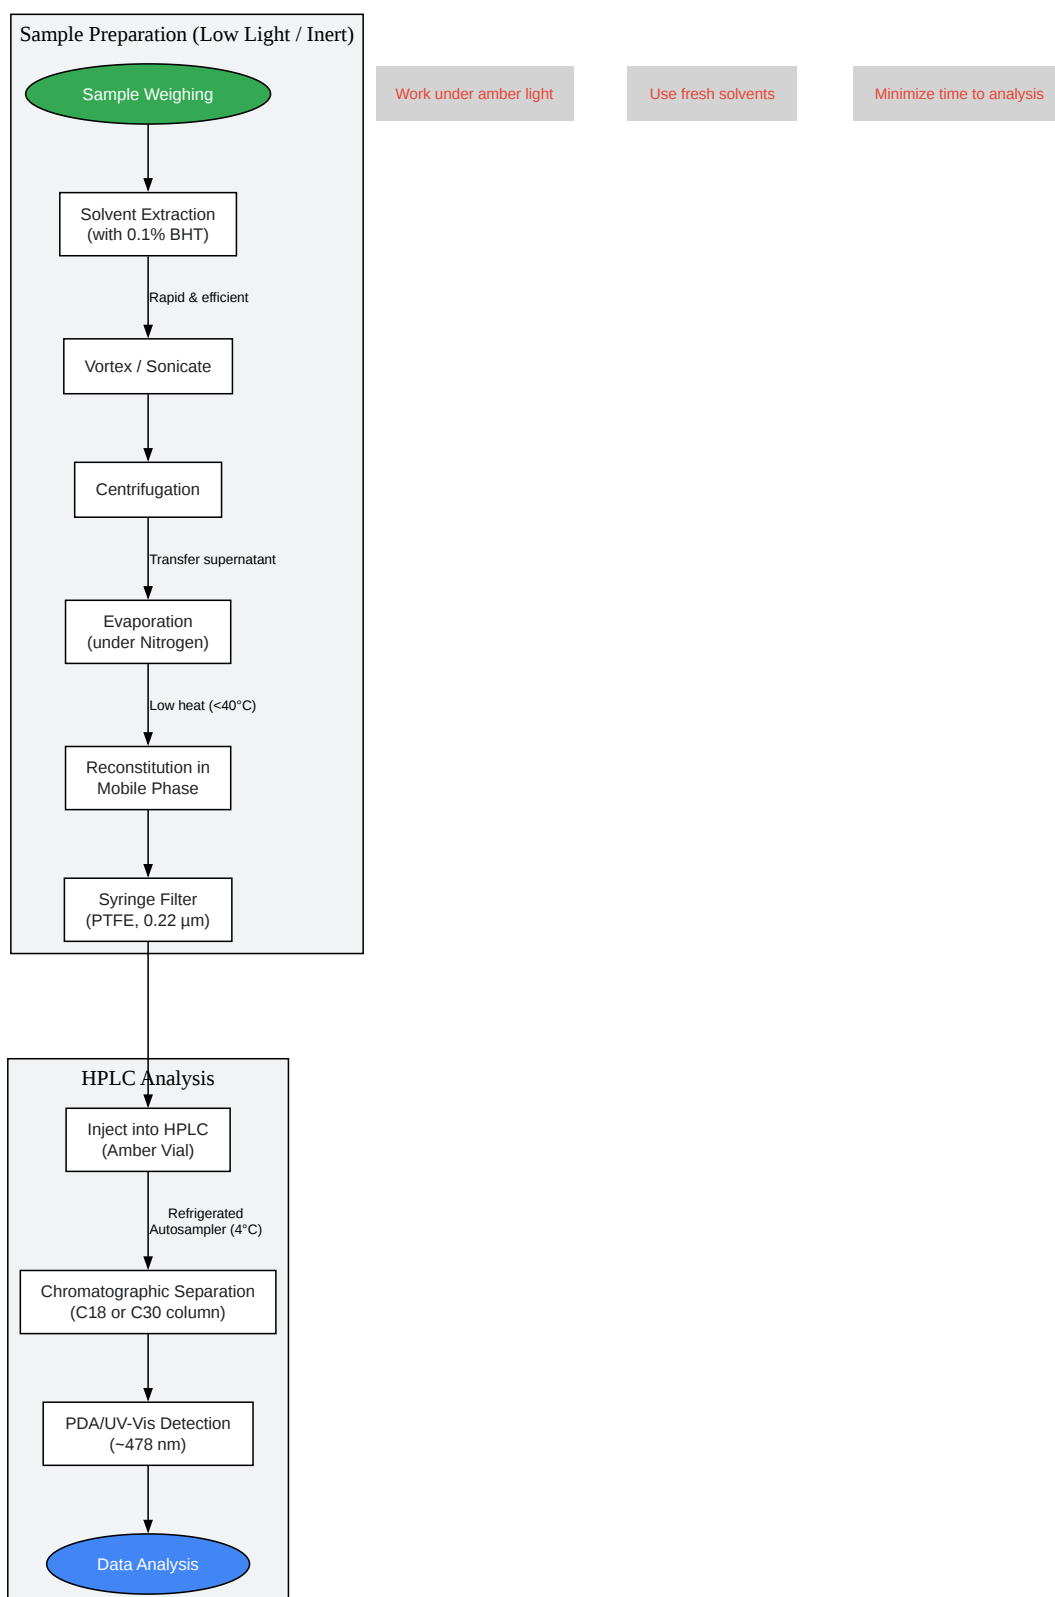 Sample Preparation (Low Light / Inert)
Sample Weighing
Work under amber light
Use fresh solvents
Minimize time to analysis
Solvent Extraction
(with 0.1% BHT)
Rapid & efficient
Vortex / Sonicate
Centrifugation
Transfer supernatant
Evaporation
(under Nitrogen)
Low heat (<40°C)
Reconstitution in
Mobile Phase
Syringe Filter
(PTFE, 0.22 µm)
HPLC Analysis
Inject into HPLC
(Amber Vial)
Refrigerated
Autosampler (4°C)
Chromatographic Separation
(C18 or C30 column)
PDA/UV-Vis Detection
(~478 nm)
Data Analysis